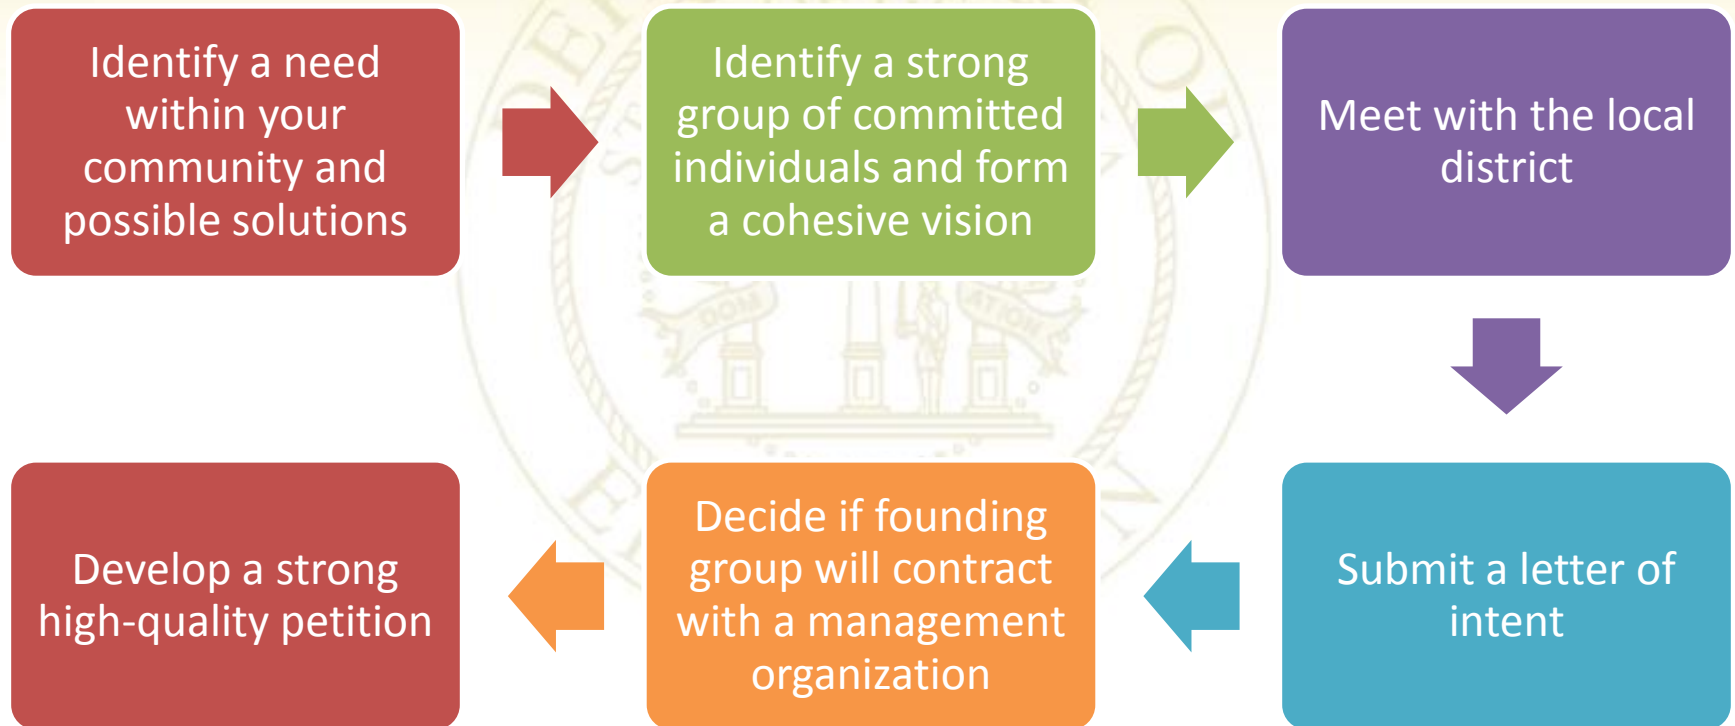 Identify a need
within your
community and
possible solutions
Identify a strong
group of committed
individuals and form
a cohesive vision
Meet with the local
district
Submit a letter of
intent
Decide if founding
group will contract
with a management
organization
Develop a strong
high-quality petition